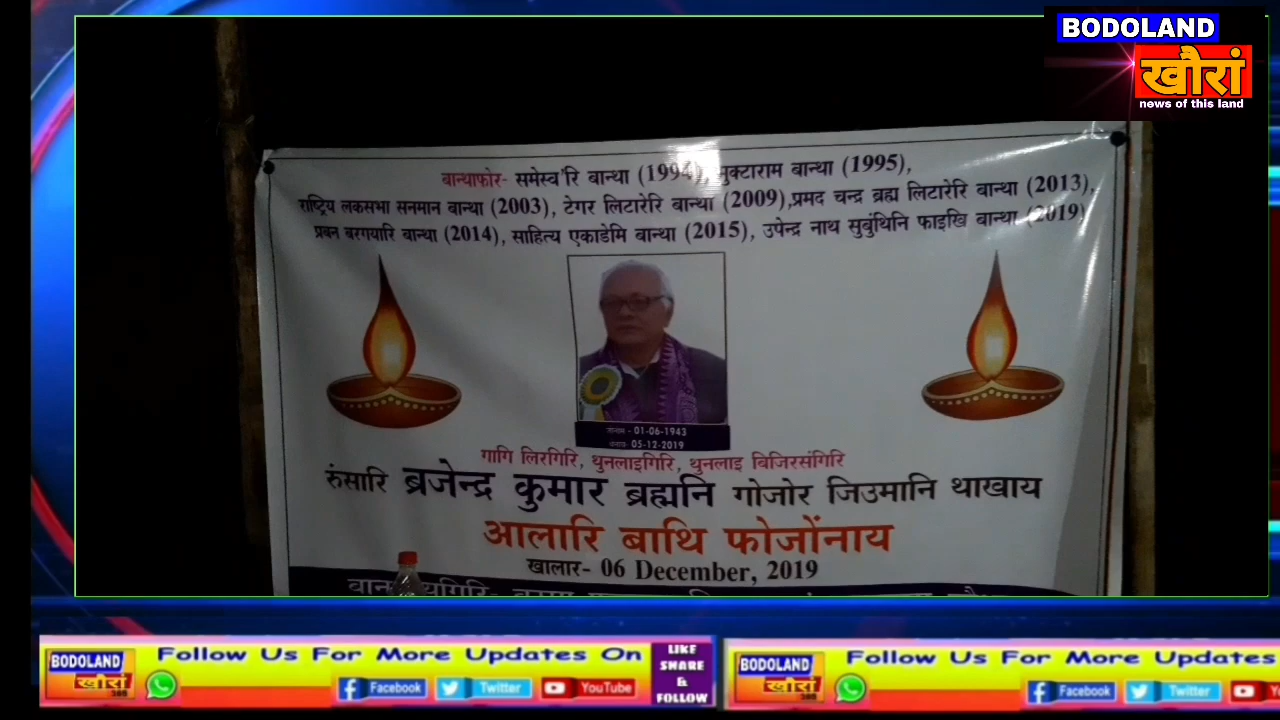 BODOLAND
खौरां
news of this land
बान्थाफोर- समेस्व'रि बान्था (1994), मुक्टाराम बान्था (1995),
राष्ट्रिय लकसभा सनमान बान्था (2003), टेगर लिटारेरि बान्था (2009),प्रमद चन्द्र ब्रह्म लिटारेरि बान्था (2013),
प्रबन बरगयारि बान्था (2014), साहित्य एकाडेमि बान्था (2015), उपेन्द्र नाथ सुबुंथिनि फाइखि बान्था (2019)
- 01-06-1943
- 05-12-2019
गागि लिरगिरि, थुनलाइगिरि, थुनलाइ बिजिरसंगिरि
रुंसारि ब्रजेन्द्र कुमार ब्रह्मनि गोजोर जिउमानि थाखाय
आलारि बाथि फोजोंनाय
खालार- 06 December, 2019
BODOLAND
खौरां
Follow Us For More Updates On
Facebook
Twitter
YouTube
LIKE
SHARE
&
FOLLOW
BODOLAND
खौरां
Follow Us For More Updates
Facebook
Twitter